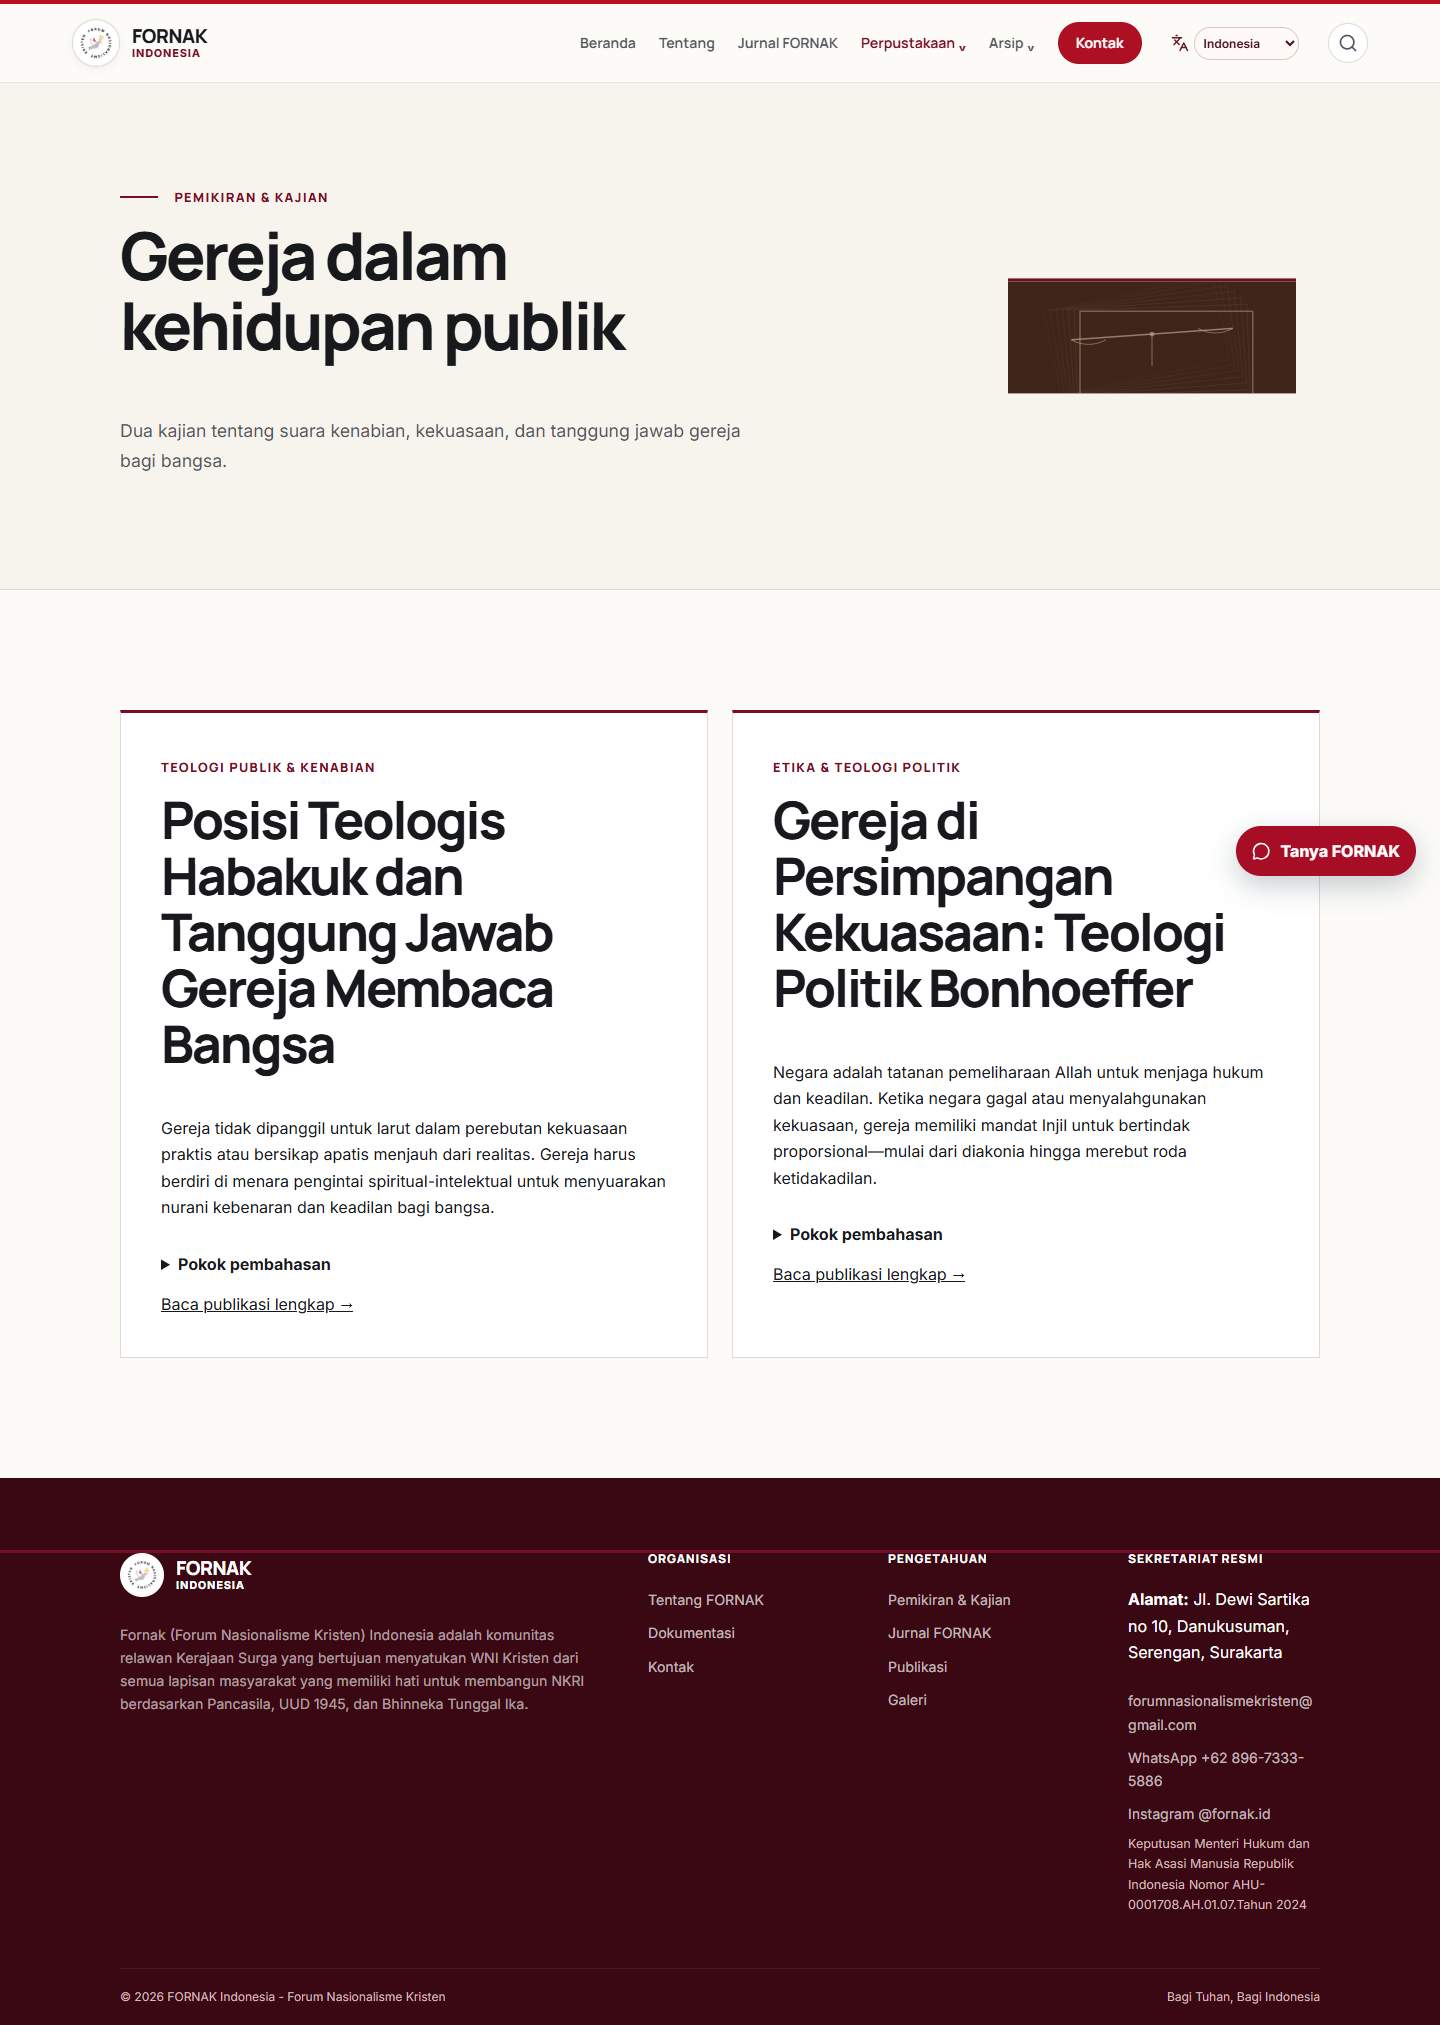 FORNAK
INDONESIA
Beranda
Tentang
Jurnal FORNAK
Perpustakaan v
Arsip v
Kontak
Indonesia
PEMIKIRAN & KAJIAN
Gereja dalam
kehidupan publik
Dua kajian tentang suara kenabian, kekuasaan, dan tanggung jawab gereja
bagi bangsa.
TEOLOGI PUBLIK & KENABIAN
Posisi Teologis
Habakuk dan
Tanggung Jawab
Gereja Membaca
Bangsa
Gereja tidak dipanggil untuk larut dalam perebutan kekuasaan
praktis atau bersikap apatis menjauh dari realitas. Gereja harus
berdiri di menara pengintai spiritual-intelektual untuk menyuarakan
nurani kebenaran dan keadilan bagi bangsa.
Pokok pembahasan
Baca publikasi lengkap →
ETIKA & TEOLOGI POLITIK
Gereja di
Persimpangan
Kekuasaan: Teologi
Politik Bonhoeffer
Negara adalah tatanan pemeliharaan Allah untuk menjaga hukum
dan keadilan. Ketika negara gagal atau menyalahgunakan
kekuasaan, gereja memiliki mandat Injil untuk bertindak
proporsional—mulai dari diakonia hingga merebut roda
ketidakadilan.
Pokok pembahasan
Baca publikasi lengkap →
Tanya FORNAK
FORNAK
INDONESIA
Fornak (Forum Nasionalisme Kristen) Indonesia adalah komunitas
relawan Kerajaan Surga yang bertujuan menyatukan WNI Kristen dari
semua lapisan masyarakat yang memiliki hati untuk membangun NKRI
berdasarkan Pancasila, UUD 1945, dan Bhinneka Tunggal Ika.
ORGANISASI
Tentang FORNAK
Dokumentasi
Kontak
PENGETAHUAN
Pemikiran & Kajian
Jurnal FORNAK
Publikasi
Galeri
SEKRETARIAT RESMI
Alamat: Jl. Dewi Sartika
no 10, Danukusuman,
Serengan, Surakarta
forumnasionalismekristen@
gmail.com
WhatsApp +62 896-7333-
5886
Instagram @fornak.id
Keputusan Menteri Hukum dan
Hak Asasi Manusia Republik
Indonesia Nomor AHU-
0001708.AH.01.07.Tahun 2024
© 2026 FORNAK Indonesia - Forum Nasionalisme Kristen
Bagi Tuhan, Bagi Indonesia